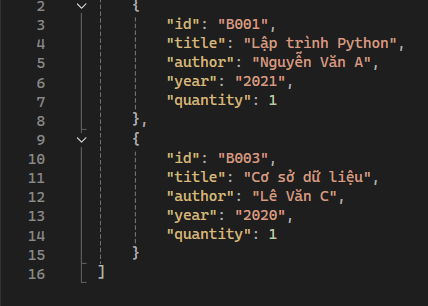 2 {
3 "id": "B001",
4 "title": "Lập trình Python",
5 "author": "Nguyễn Văn A",
6 "year": "2021",
7 "quantity": 1
8 },
9 {
10 "id": "B003",
11 "title": "Cơ sở dữ liệu",
12 "author": "Lê Văn C",
13 "year": "2020",
14 "quantity": 1
15 }
16 ]